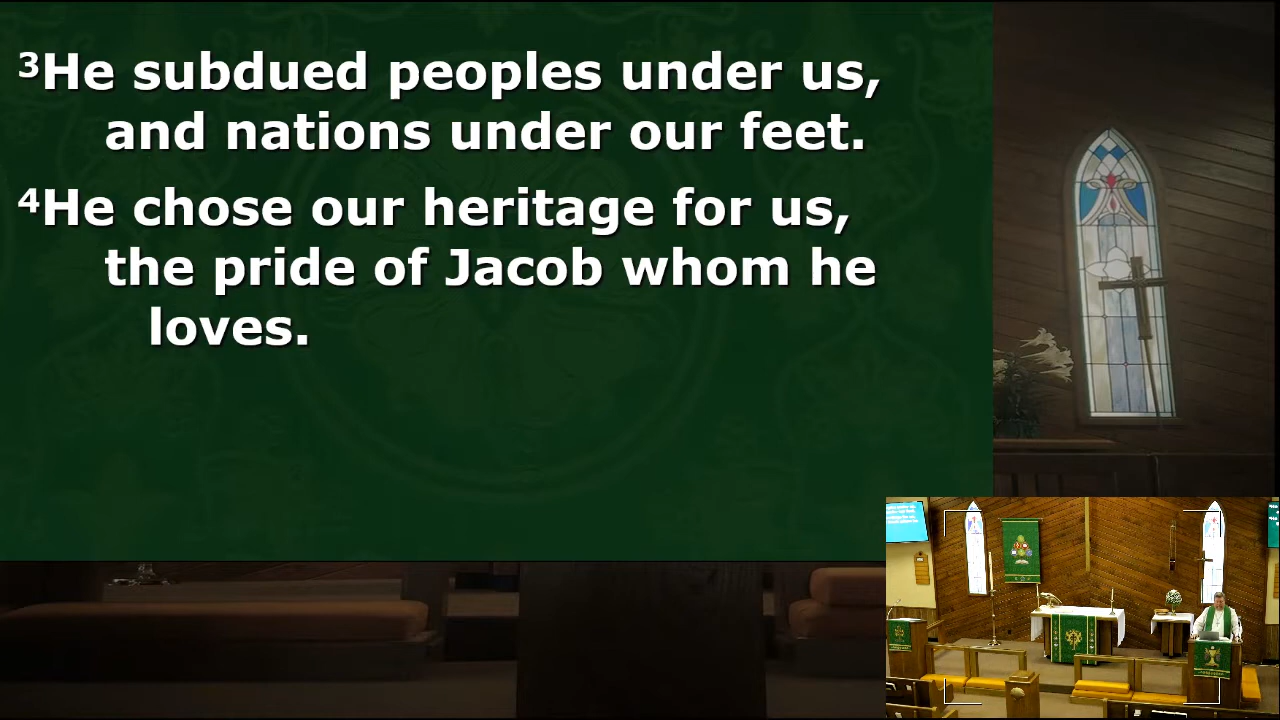 ³He subdued peoples under us,
and nations under our feet.
⁴He chose our heritage for us,
the pride of Jacob whom he
loves.